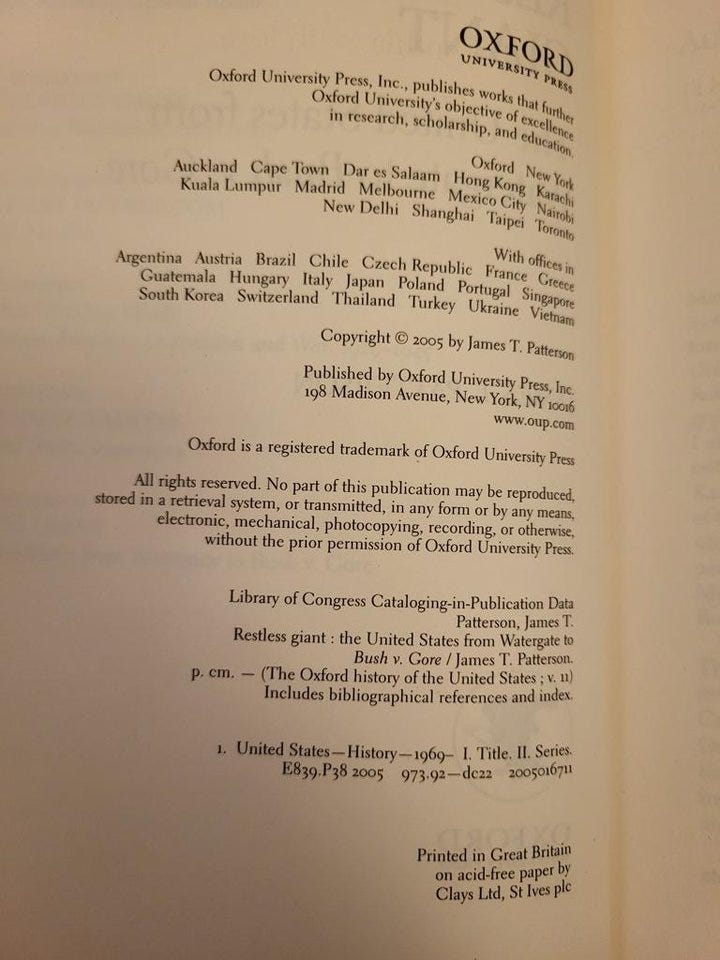 OXFORD
UNIVERSITY PRESS
Oxford University Press, Inc., publishes works that further
Oxford University's objective of excellence
in research, scholarship, and education.
Oxford New York
Auckland Cape Town Dar es Salaam Hong Kong Karachi
Kuala Lumpur Madrid Melbourne Mexico City Nairobi
New Delhi Shanghai Taipei Toronto
With offices in
Argentina Austria Brazil Chile Czech Republic France Greece
Guatemala Hungary Italy Japan Poland Portugal Singapore
South Korea Switzerland Thailand Turkey Ukraine Vietnam
Copyright © 2005 by James T. Patterson
Published by Oxford University Press, Inc.
198 Madison Avenue, New York, NY 10016
www.oup.com
Oxford is a registered trademark of Oxford University Press
All rights reserved. No part of this publication may be reproduced,
stored in a retrieval system, or transmitted, in any form or by any means,
electronic, mechanical, photocopying, recording, or otherwise,
without the prior permission of Oxford University Press.
Library of Congress Cataloging-in-Publication Data
Patterson, James T.
Restless giant : the United States from Watergate to
Bush v. Gore / James T. Patterson.
p. cm. — (The Oxford history of the United States ; v. 11)
Includes bibliographical references and index.
1. United States—History—1969– I. Title. II. Series.
E839.P38 2005 973.92—dc22 2005016711
Printed in Great Britain
on acid-free paper by
Clays Ltd, St Ives plc